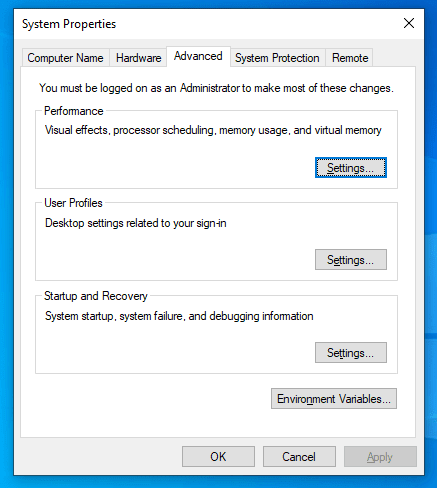 System Properties
Computer Name Hardware Advanced System Protection Remote
You must be logged on as an Administrator to make most of these changes.
Performance
Visual effects, processor scheduling, memory usage, and virtual memory
Settings...
User Profiles
Desktop settings related to your sign-in
Settings...
Startup and Recovery
System startup, system failure, and debugging information
Settings...
Environment Variables...
OK Cancel Apply